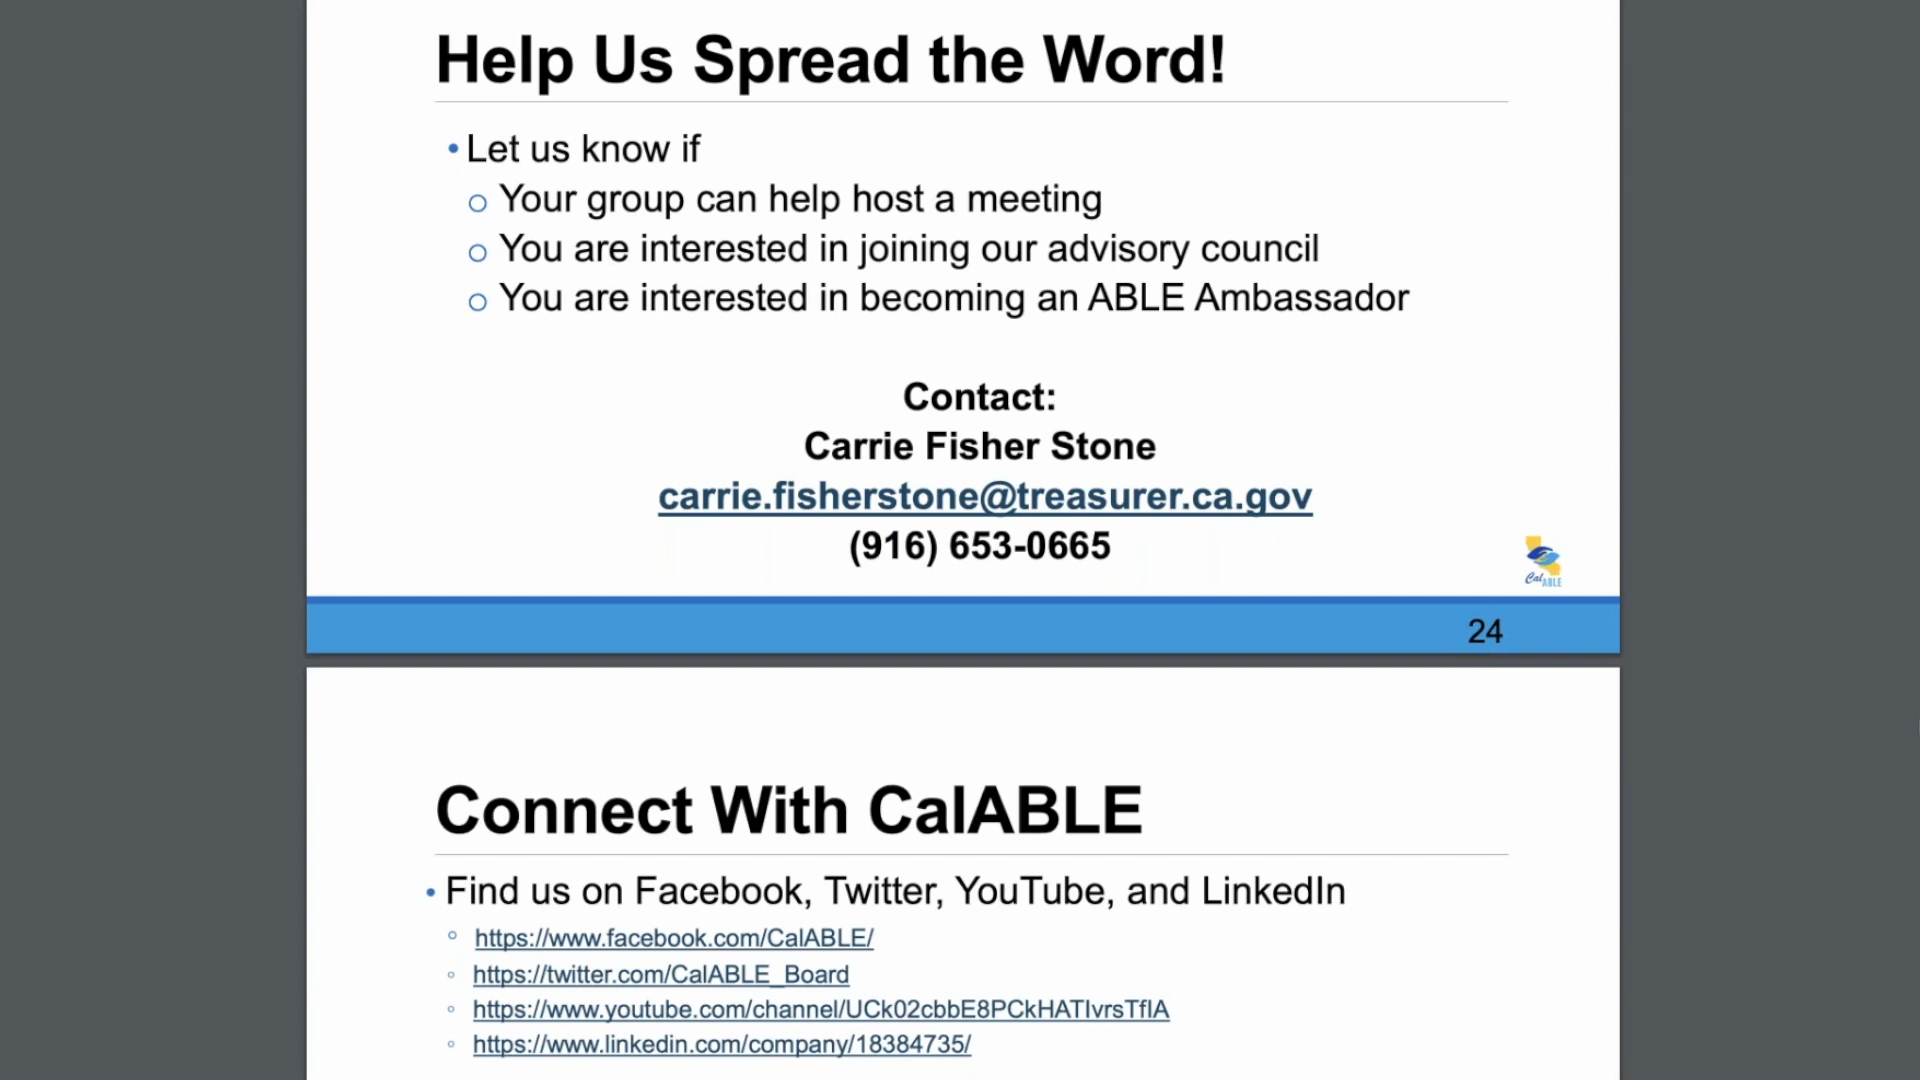 Help Us Spread the Word!
• Let us know if
o Your group can help host a meeting
o You are interested in joining our advisory council
o You are interested in becoming an ABLE Ambassador
Contact:
Carrie Fisher Stone
carrie.fisherstone@treasurer.ca.gov
(916) 653-0665
CalABLE
24
Connect With CalABLE
• Find us on Facebook, Twitter, YouTube, and LinkedIn
° https://www.facebook.com/CalABLE/
° https://twitter.com/CalABLE_Board
° https://www.youtube.com/channel/UCk02cbbE8PCkHATIvrsTfIA
° https://www.linkedin.com/company/18384735/